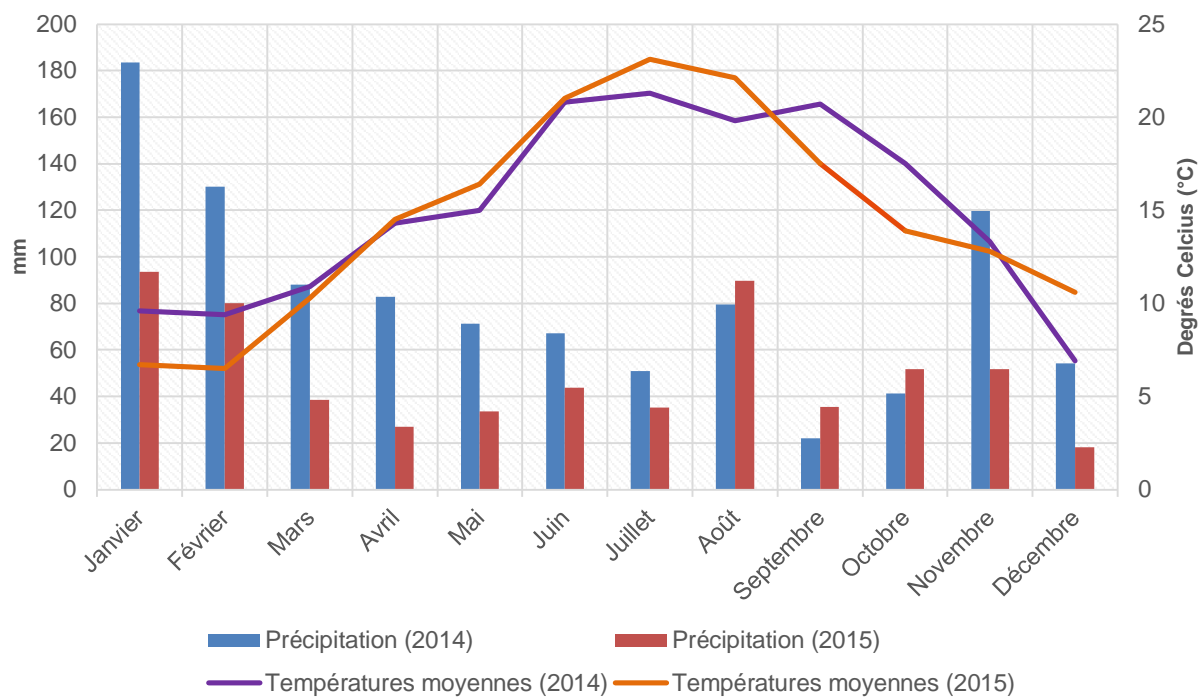 200
180
160
140
120
100
80
60
40
20
0
mm
25
20
15
10
5
0
Degrés Celcius (°C)
Janvier
Février
Mars
Avril
Mai
Juin
Juillet
Août
Septembre
Octobre
Novembre
Décembre
Précipitation (2014)
Précipitation (2015)
Températures moyennes (2014)
Températures moyennes (2015)